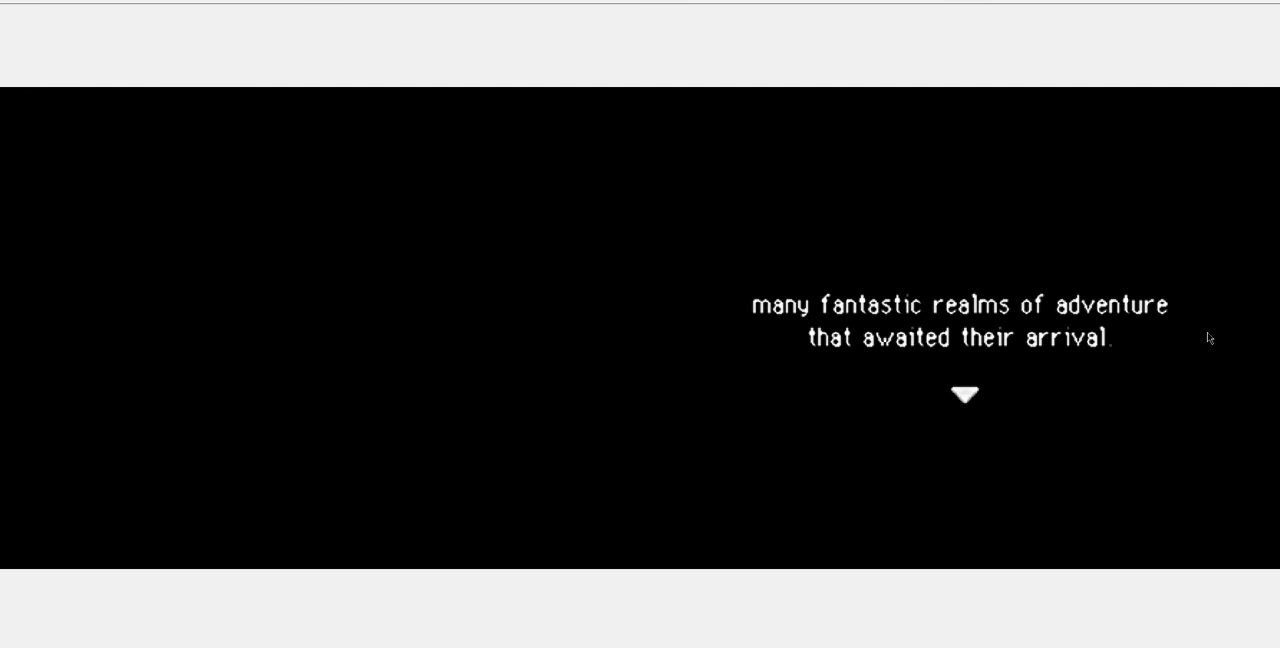 many fantastic realms of adventure
that awaited their arrival.